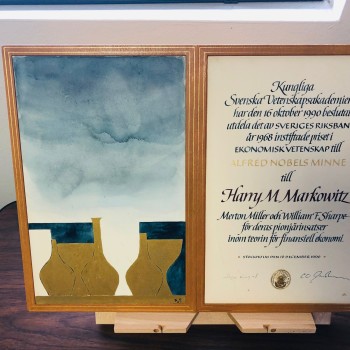 Kungliga
Svenska Vetenskapsakademien
har den 16 oktober 1990 beslutat
utdela det av SVERIGES RIKSBANK
år 1968 instiftade priset i
EKONOMISK VETENSKAP till
ALFRED NOBELS MINNE
till
Harry M. Markowitz
Merton Miller och William F. Sharpe
för deras pionjärinsatser
inom teorin för finansiell ekonomi.
STOCKHOLM DEN 10 DECEMBER 1990